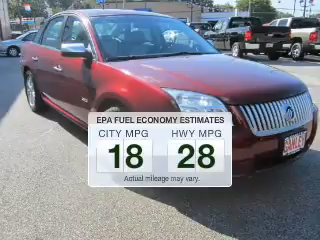 EPA FUEL ECONOMY ESTIMATES
CITY MPG HWY MPG
18 28
Actual mileage may vary.